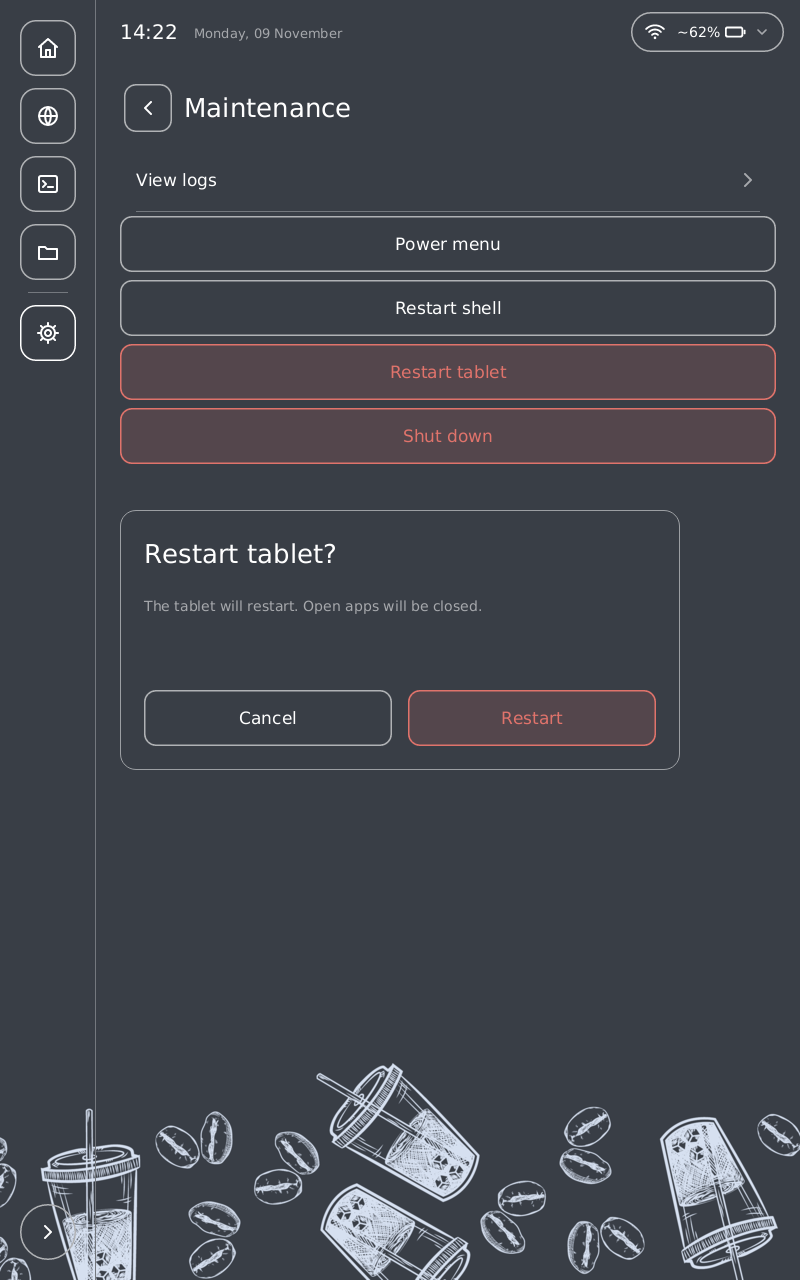 14:22 Monday, 09 November ~62%
Maintenance
View logs
Power menu
Restart shell
Restart tablet
Shut down
Restart tablet?
The tablet will restart. Open apps will be closed.
Cancel Restart